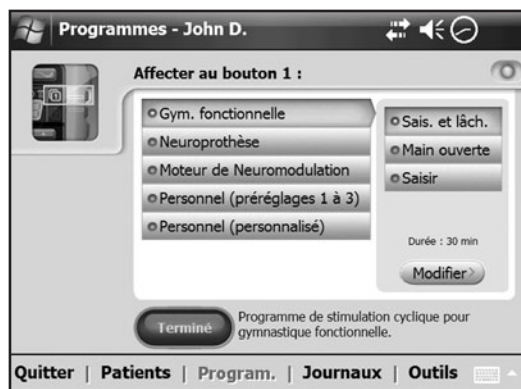 Programmes - John D.
Affecter au bouton 1 :
Gym. fonctionnelle
Neuroprothèse
Moteur de Neuromodulation
Personnel (préréglages 1 à 3)
Personnel (personnalisé)
Sais. et lâch.
Main ouverte
Saisir
Durée : 30 min
Modifier
Terminé
Programme de stimulation cyclique pour
gymnastique fonctionnelle.
Quitter | Patients | Program. | Journaux | Outils